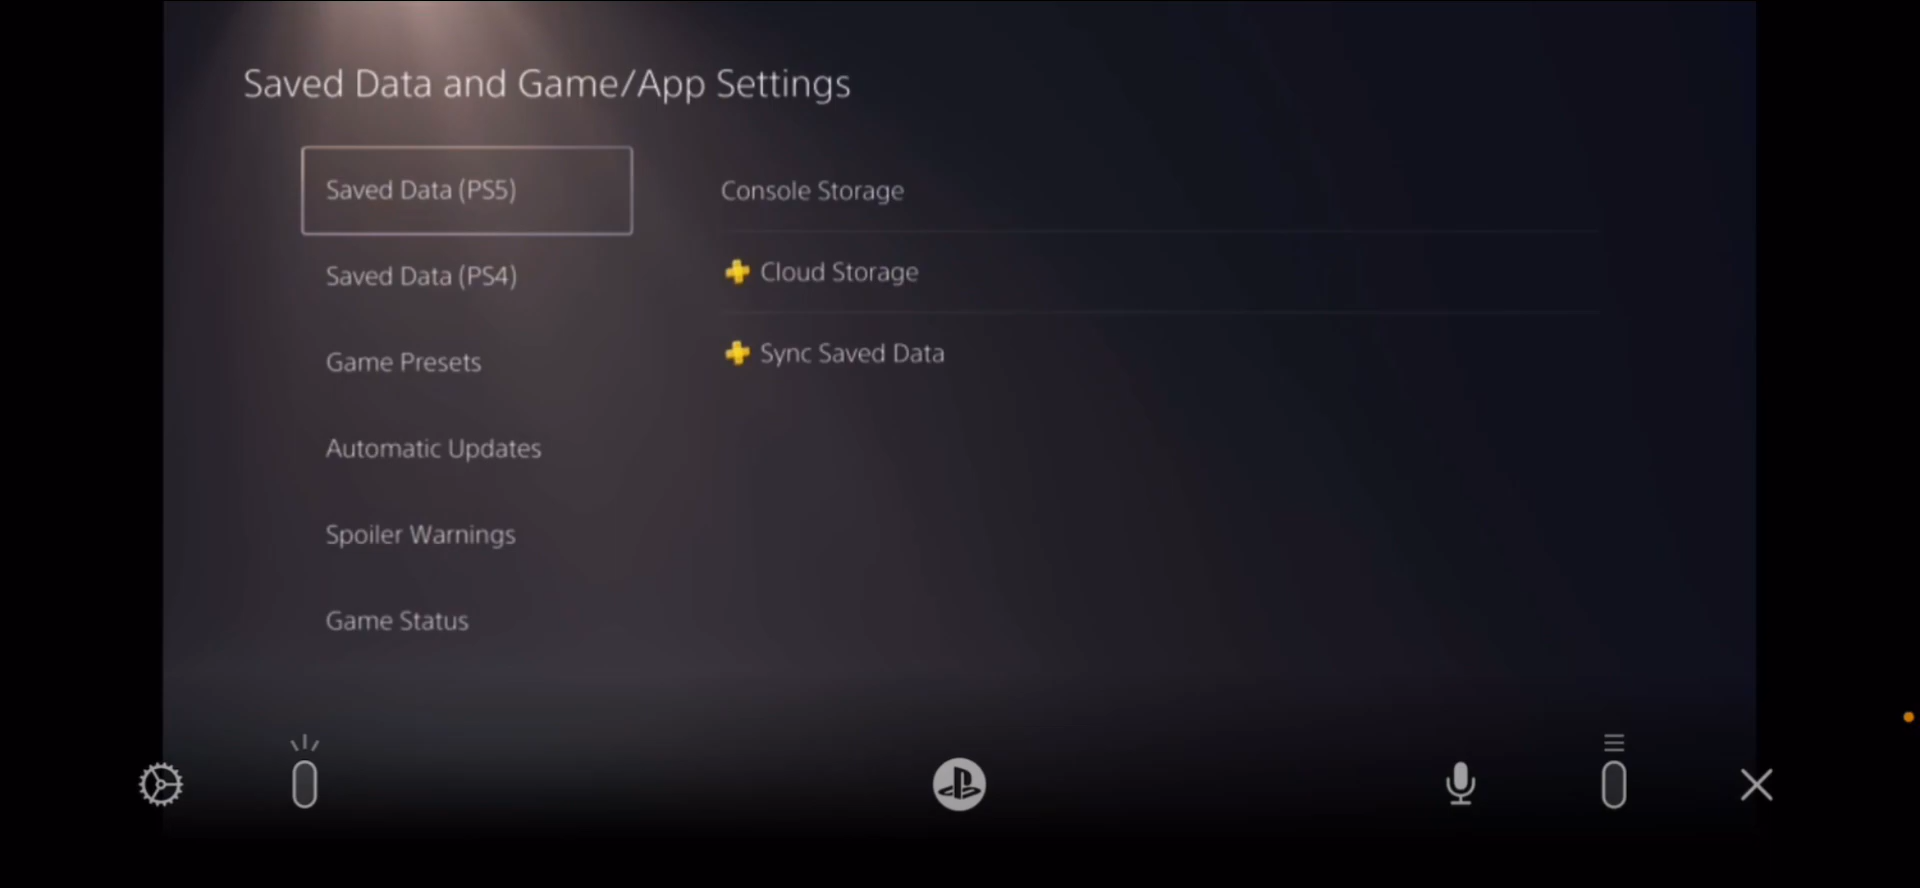 Saved Data and Game/App Settings
Saved Data (PS5)
Saved Data (PS4)
Game Presets
Automatic Updates
Spoiler Warnings
Game Status
Console Storage
Cloud Storage
Sync Saved Data